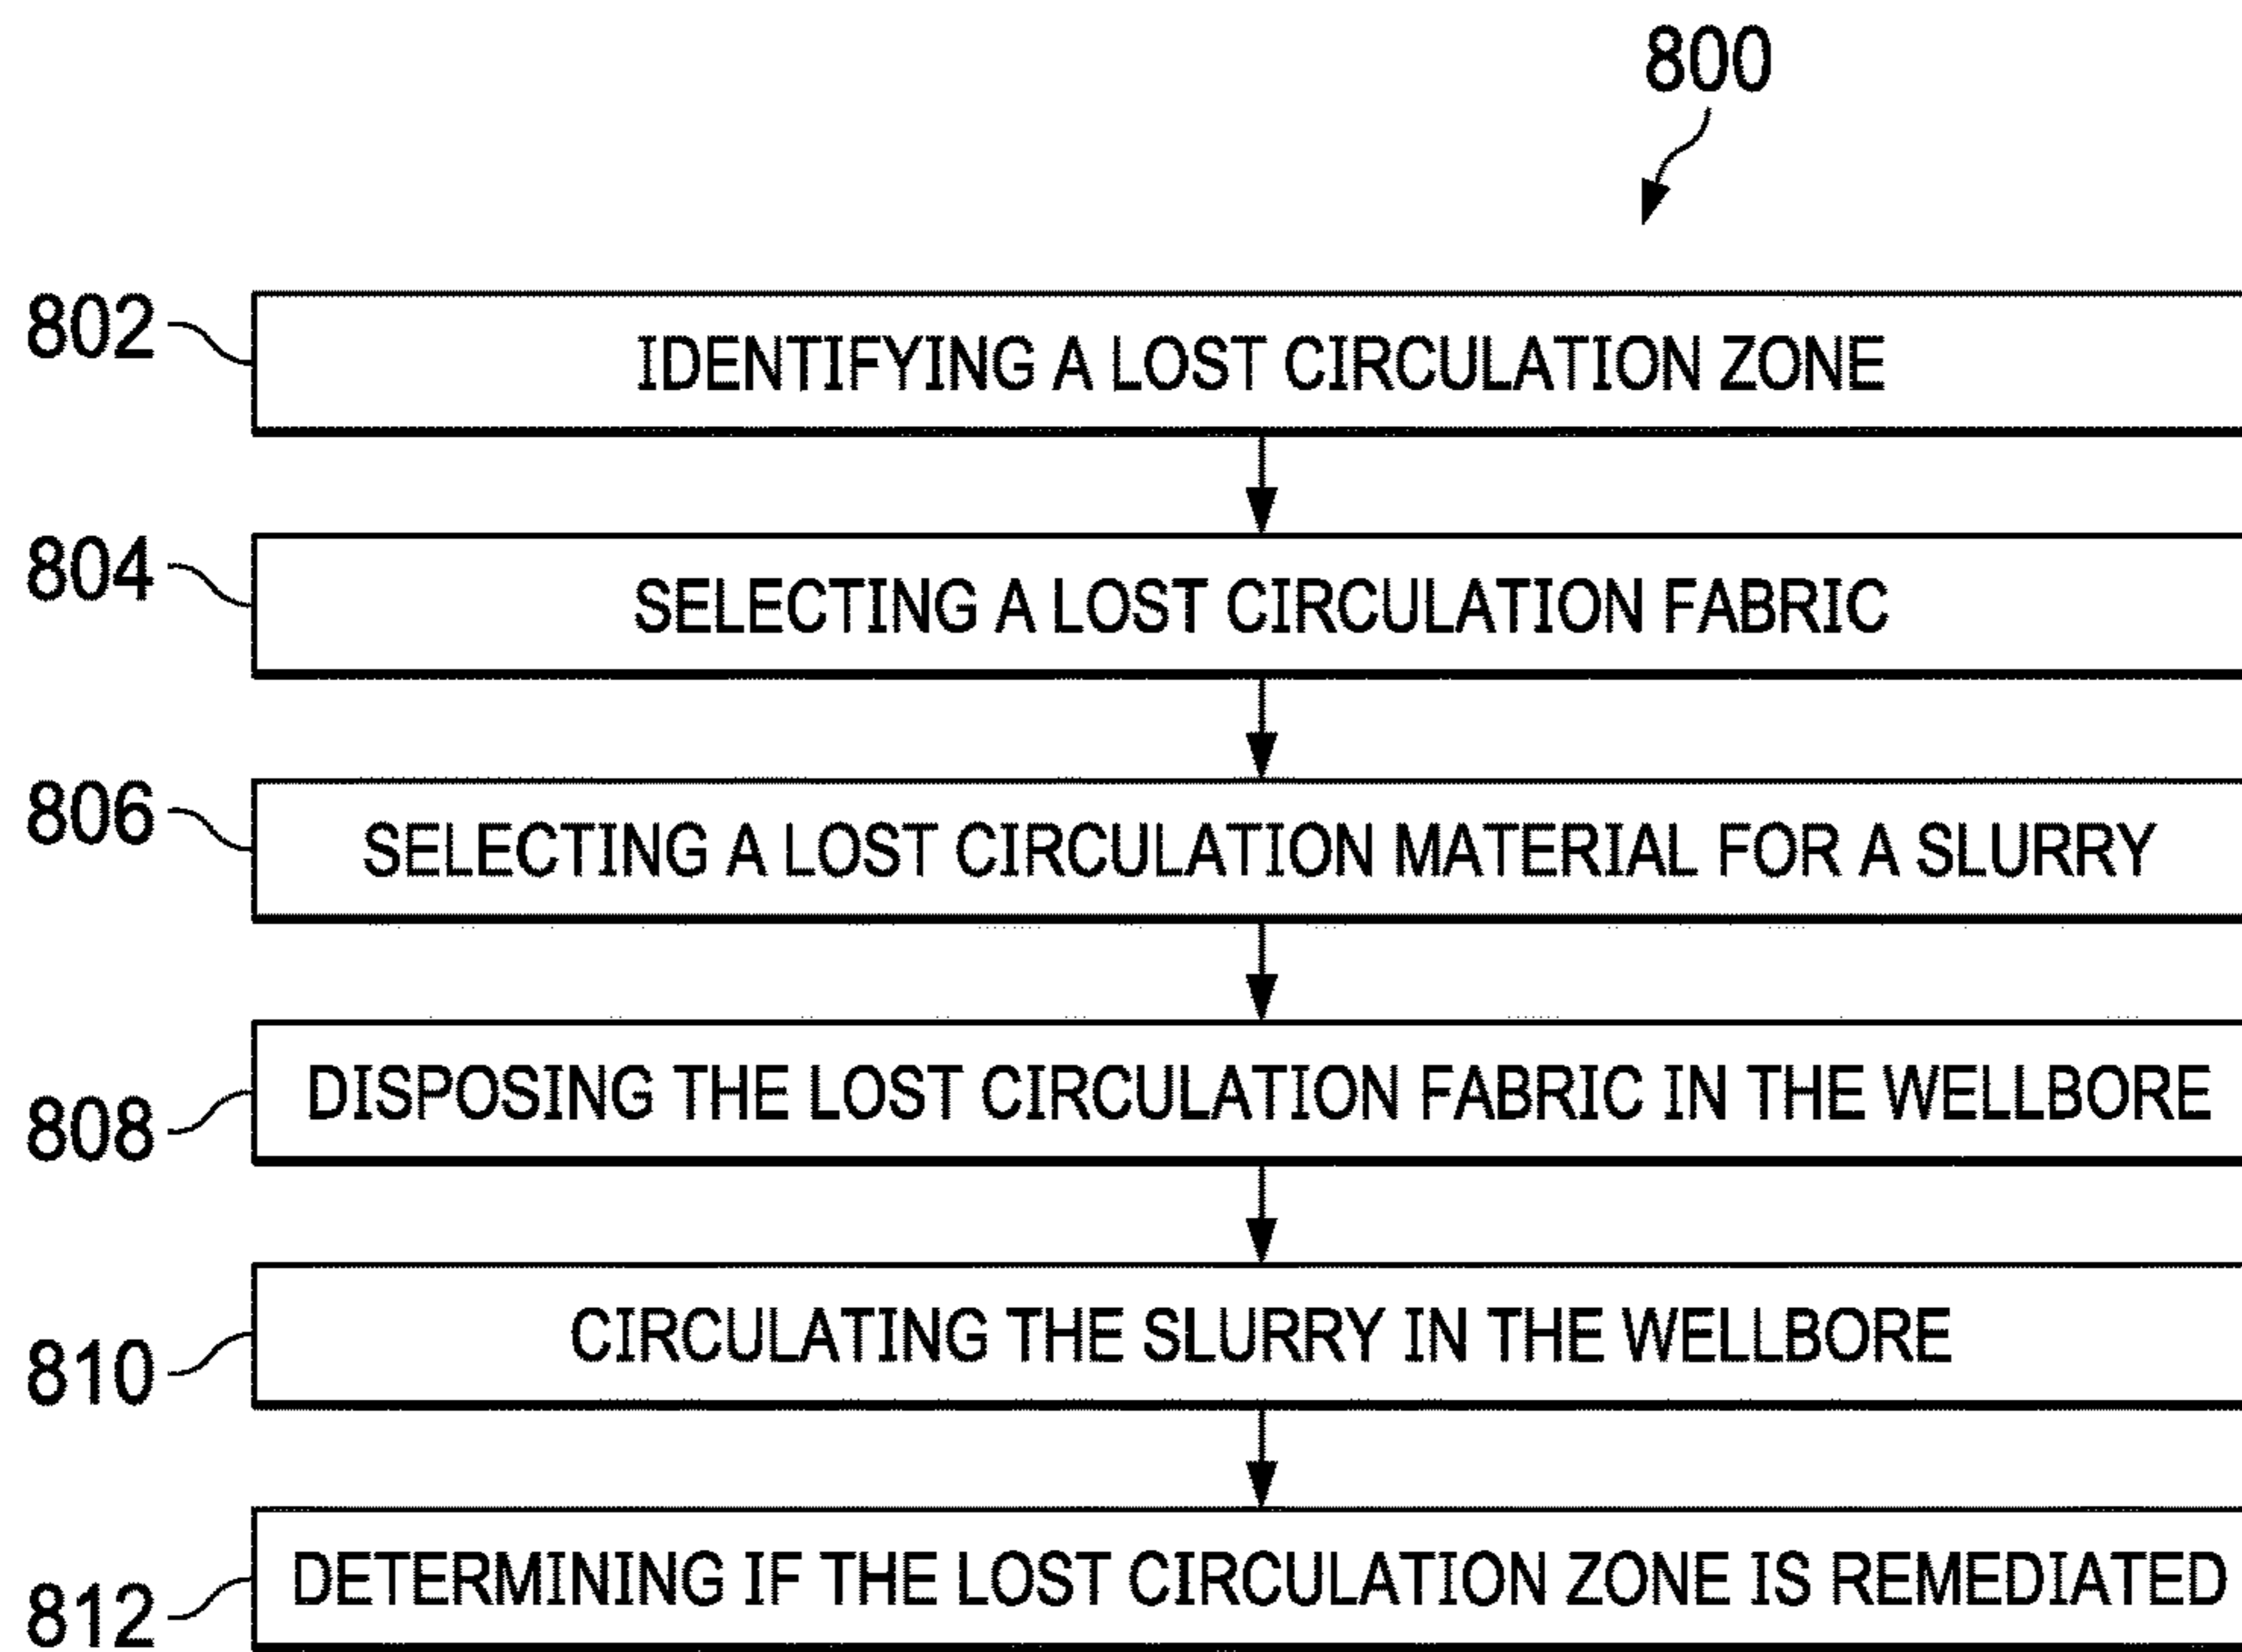 800
802 IDENTIFYING A LOST CIRCULATION ZONE
804 SELECTING A LOST CIRCULATION FABRIC
806 SELECTING A LOST CIRCULATION MATERIAL FOR A SLURRY
808 DISPOSING THE LOST CIRCULATION FABRIC IN THE WELLBORE
810 CIRCULATING THE SLURRY IN THE WELLBORE
812 DETERMINING IF THE LOST CIRCULATION ZONE IS REMEDIATED